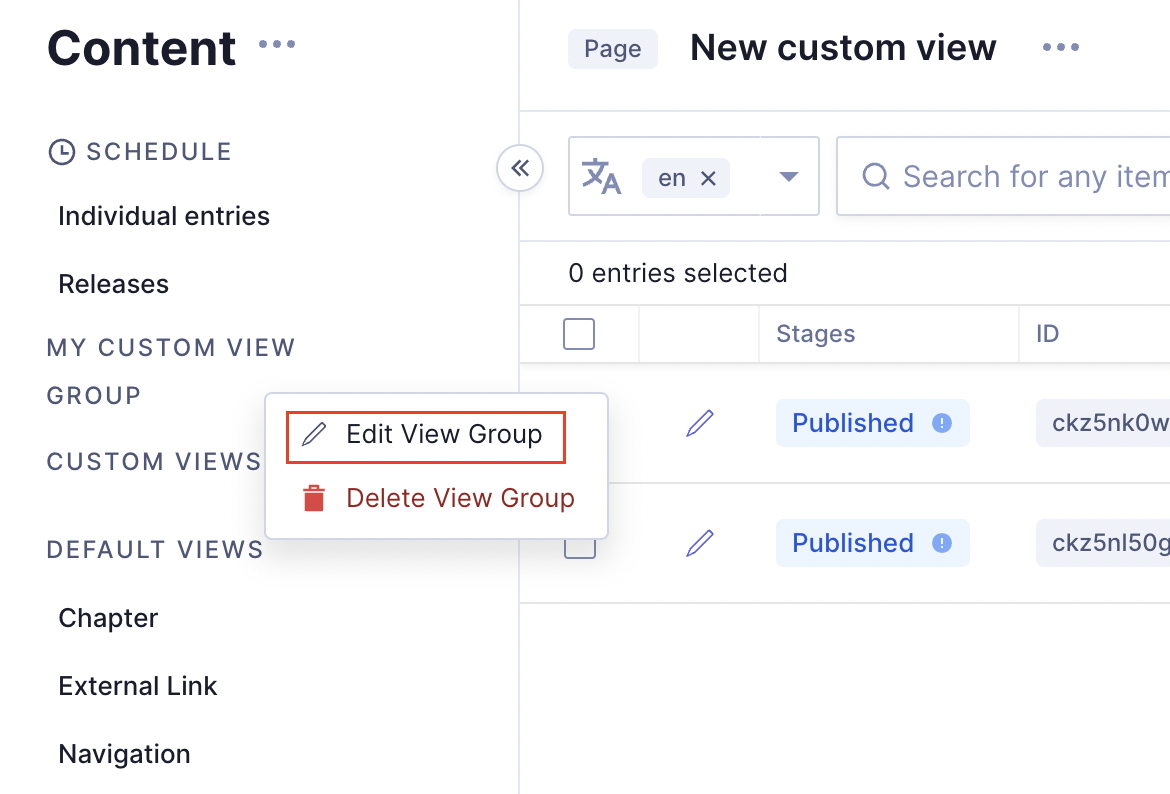 Content
SCHEDULE
Individual entries
Releases
MY CUSTOM VIEW
GROUP
CUSTOM VIEWS
DEFAULT VIEWS
Chapter
External Link
Navigation
Edit View Group
Delete View Group
Page New custom view
en
Search for any item
0 entries selected
Stages ID
Published ckz5nk0w
Published ckz5nl50g